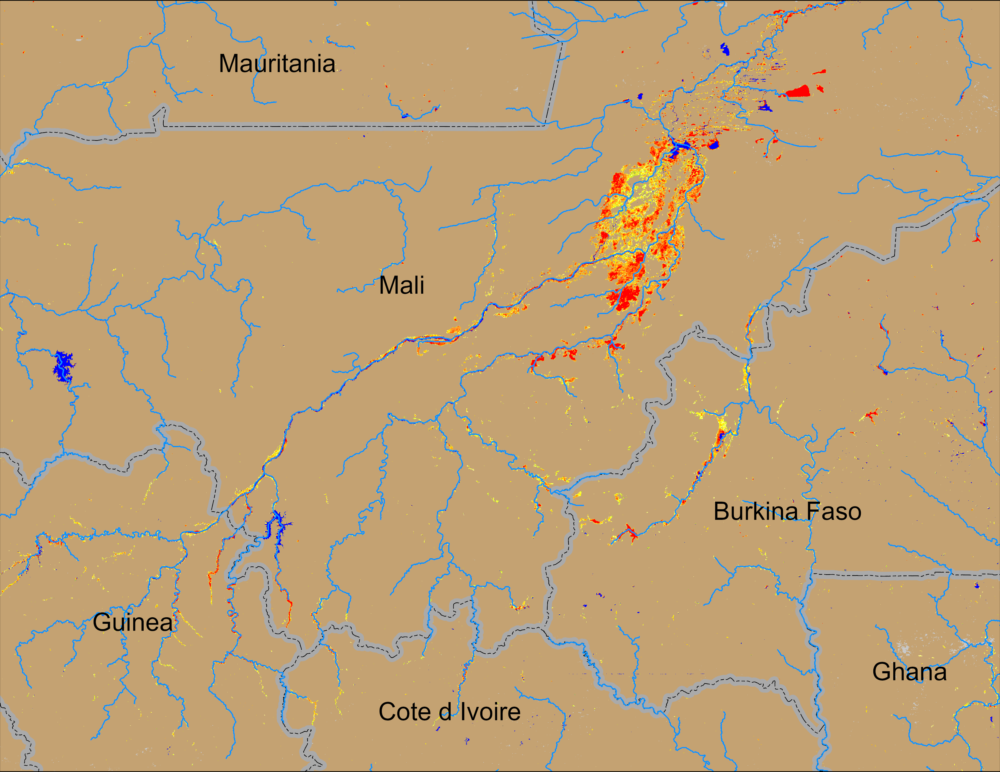 Mauritania
Mali
Burkina Faso
Guinea
Ghana
Cote d Ivoire